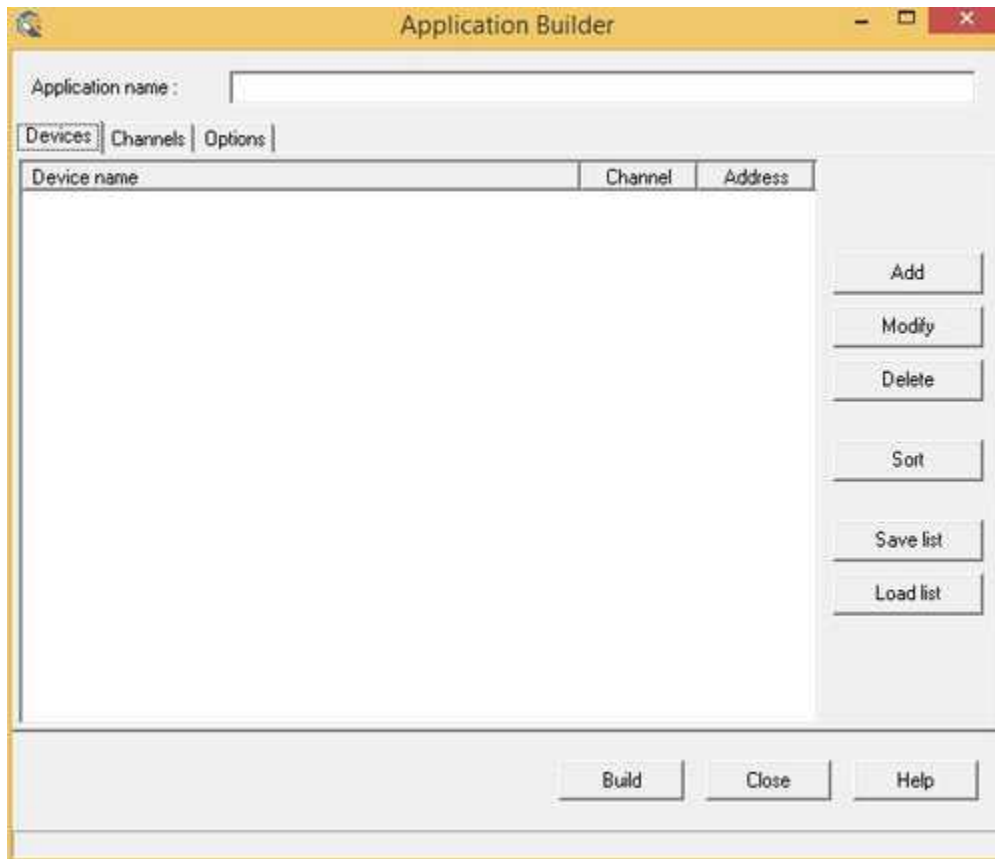 Application Builder
Application name :
Devices Channels Options
Device name Channel Address
Add
Modify
Delete
Sort
Save list
Load list
Build Close Help